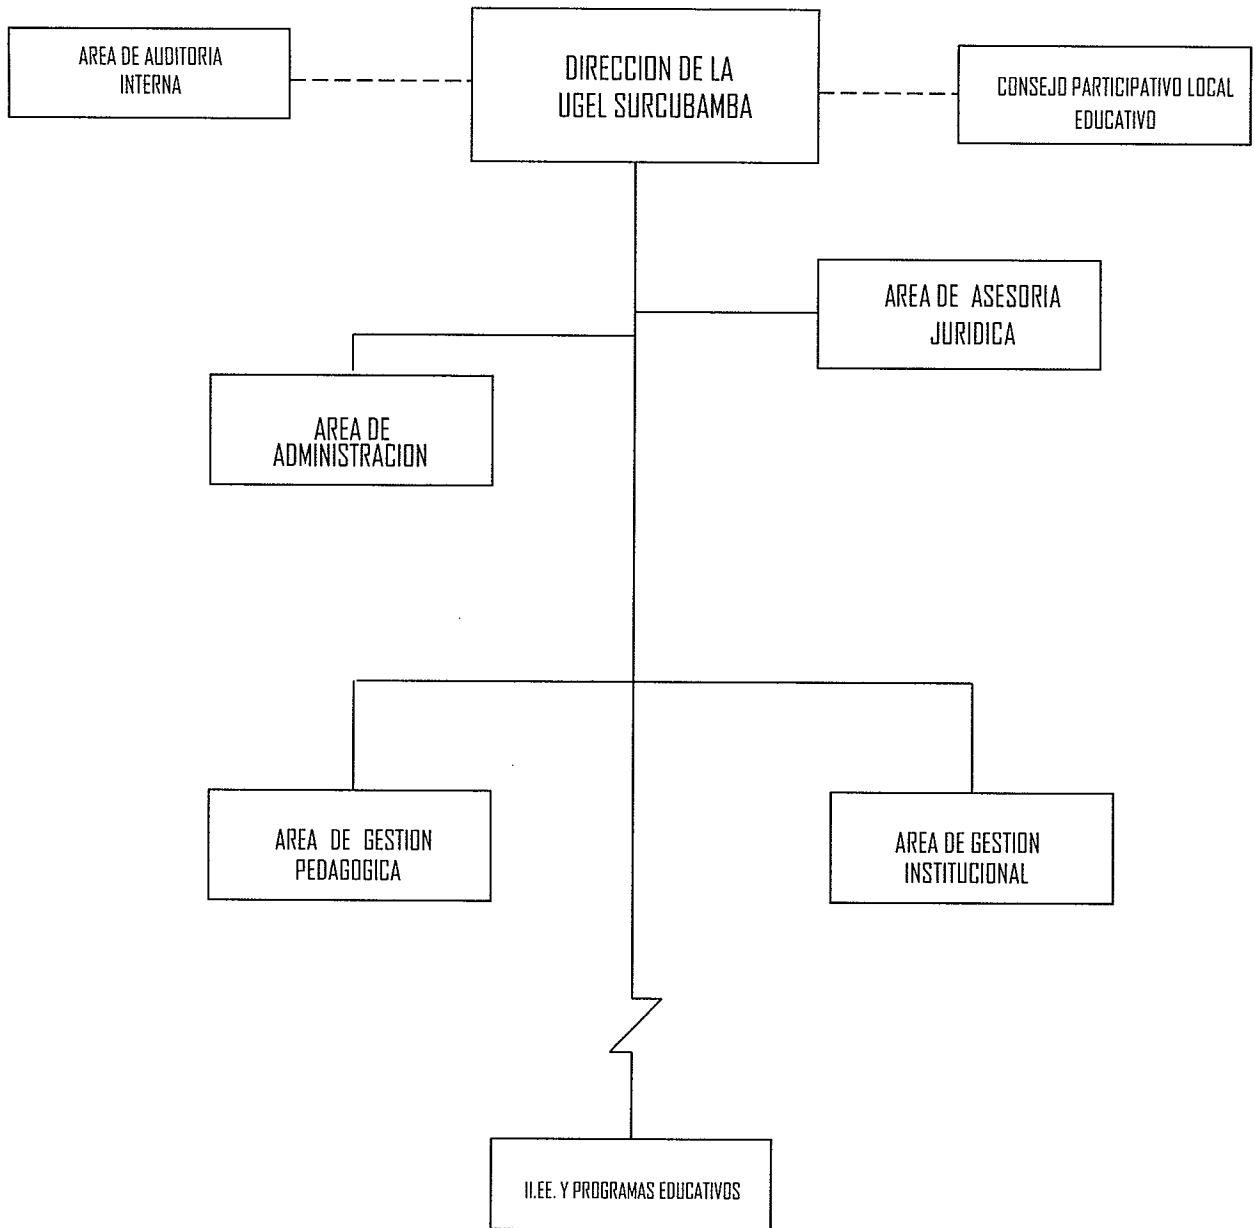 AREA DE AUDITORIA
INTERNA
DIRECCION DE LA
UGEL SURCUBAMBA
CONSEJO PARTICIPATIVO LOCAL
EDUCATIVO
AREA DE ASESORIA
JURIDICA
AREA DE
ADMINISTRACION
AREA DE GESTION
PEDAGOGICA
AREA DE GESTION
INSTITUCIONAL
II.EE. Y PROGRAMAS EDUCATIVOS